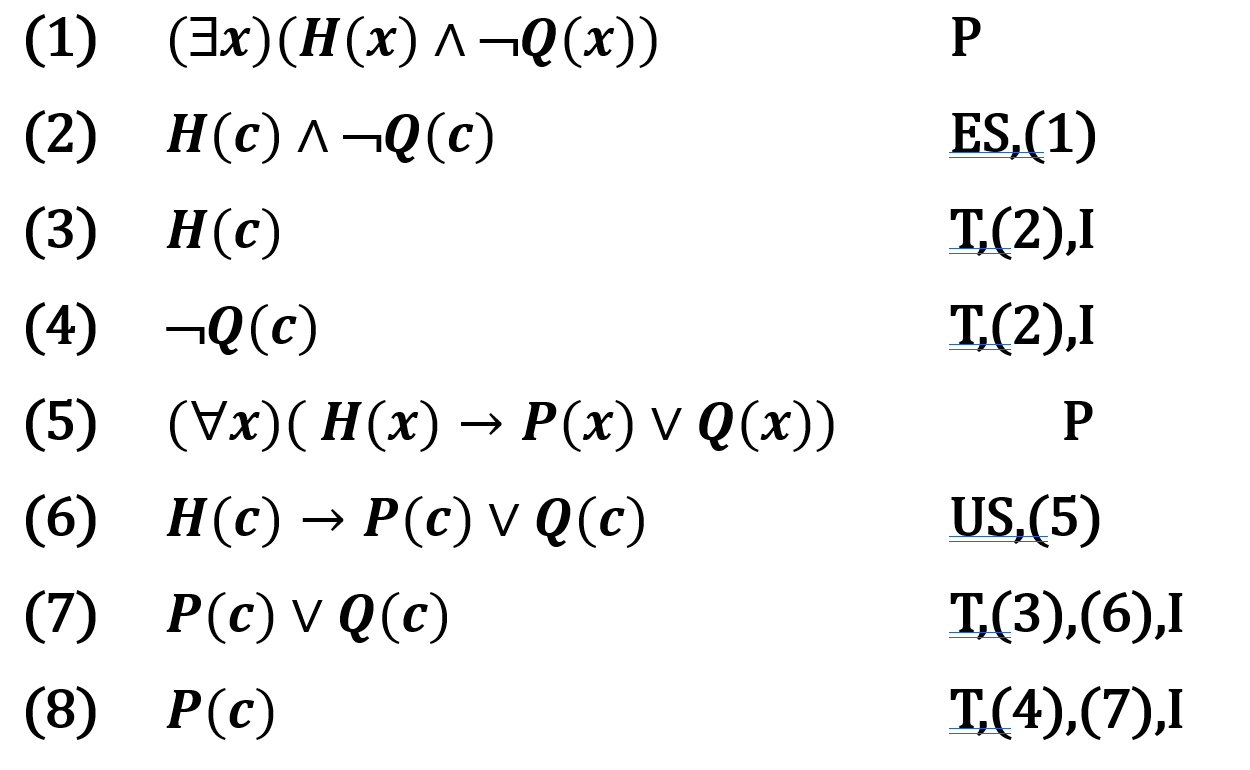 (1) (∃x)(H(x) ∧ ¬Q(x)) P
(2) H(c) ∧ ¬Q(c) ES,(1)
(3) H(c) T,(2),I
(4) ¬Q(c) T,(2),I
(5) (∀x)( H(x) → P(x) ∨ Q(x)) P
(6) H(c) → P(c) ∨ Q(c) US,(5)
(7) P(c) ∨ Q(c) T,(3),(6),I
(8) P(c) T,(4),(7),I